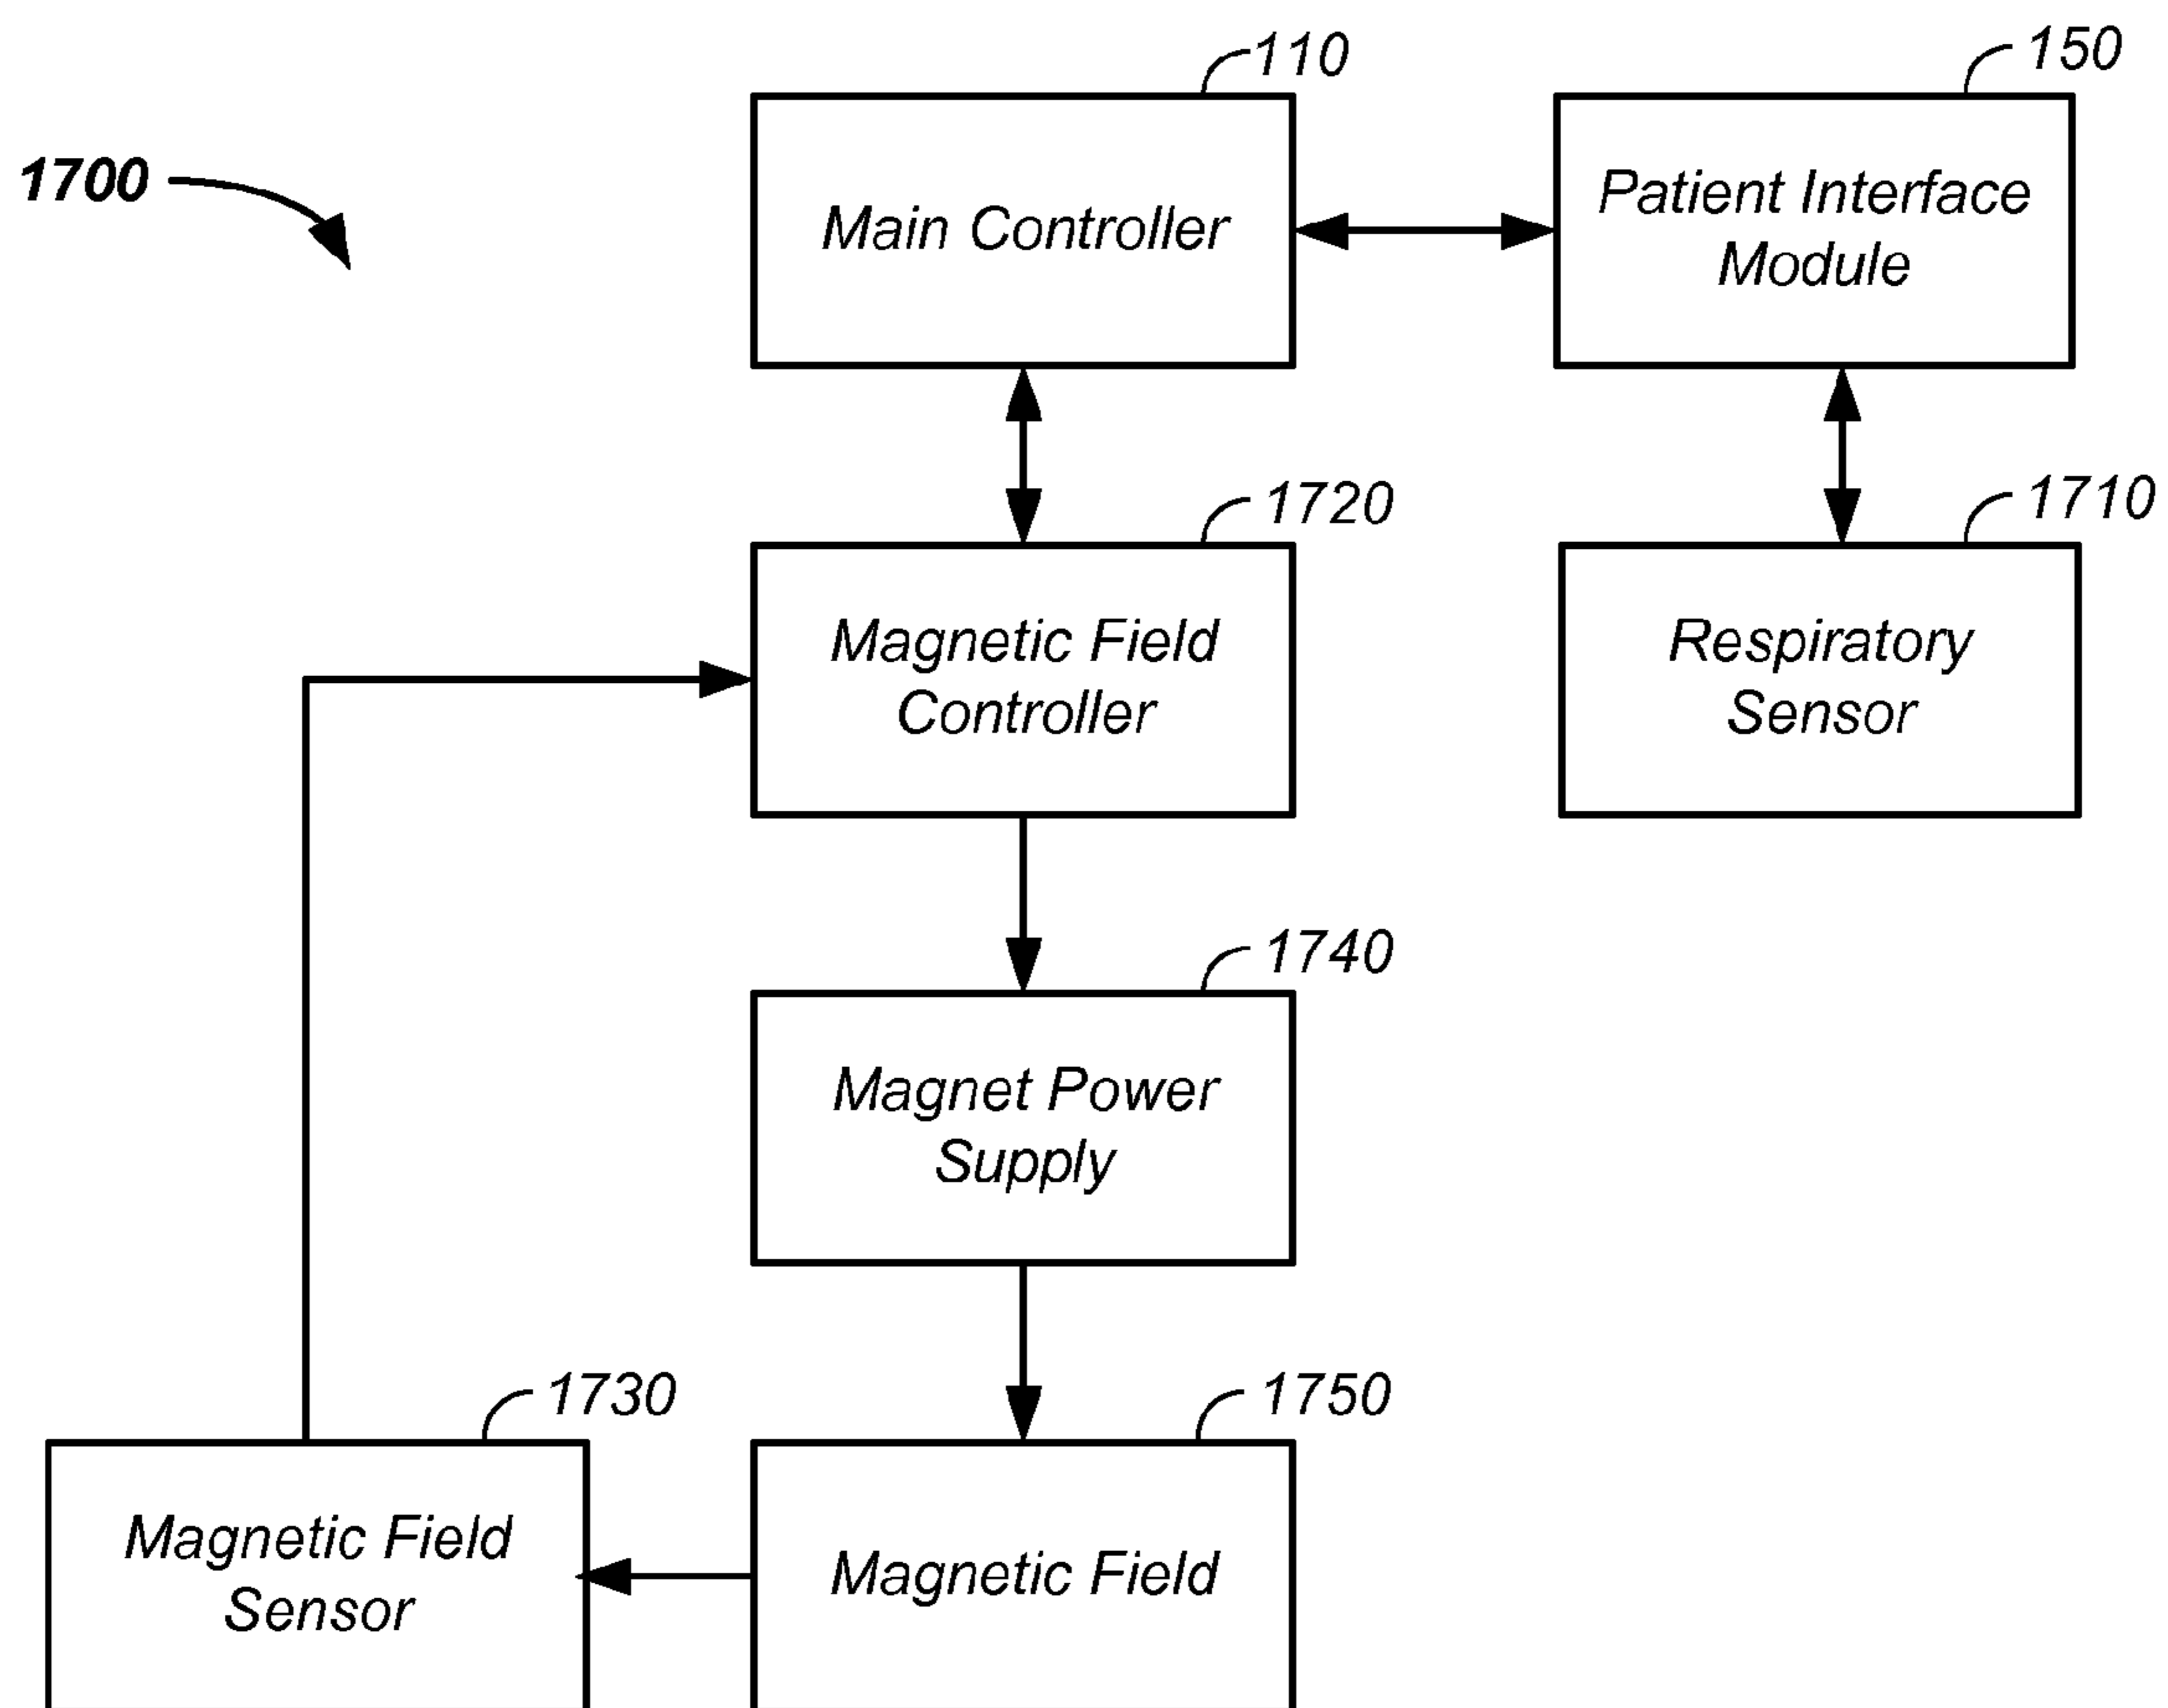 110
150
1700
Main Controller
Patient Interface
Module
1720
1710
Magnetic Field
Controller
Respiratory
Sensor
1740
Magnet Power
Supply
1730
1750
Magnetic Field
Sensor
Magnetic Field